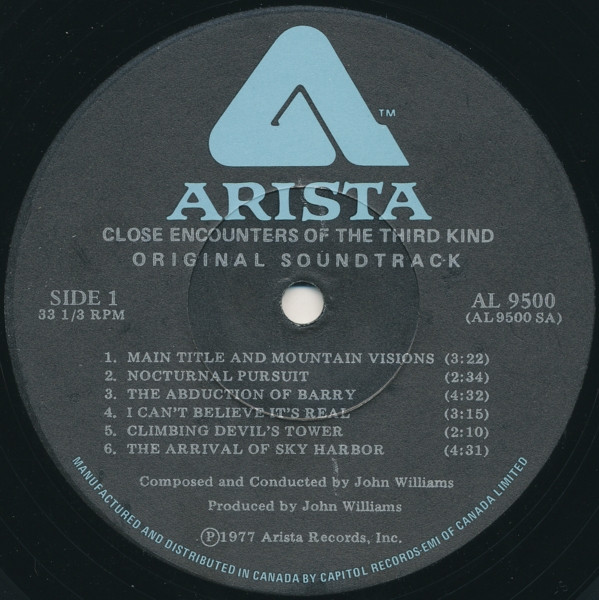 TM
ARISTA
CLOSE ENCOUNTERS OF THE THIRD KIND
ORIGINAL SOUNDTRACK
SIDE 1
33 1/3 RPM
AL 9500
(AL 9500 SA)
1. MAIN TITLE AND MOUNTAIN VISIONS (3:22)
2. NOCTURNAL PURSUIT (2:34)
3. THE ABDUCTION OF BARRY (4:32)
4. I CAN'T BELIEVE IT'S REAL (3:15)
5. CLIMBING DEVIL'S TOWER (2:10)
6. THE ARRIVAL OF SKY HARBOR (4:31)
Composed and Conducted by John Williams
Produced by John Williams
Ⓟ1977 Arista Records, Inc.
MANUFACTURED AND DISTRIBUTED IN CANADA BY CAPITOL RECORDS-EMI OF CANADA LIMITED